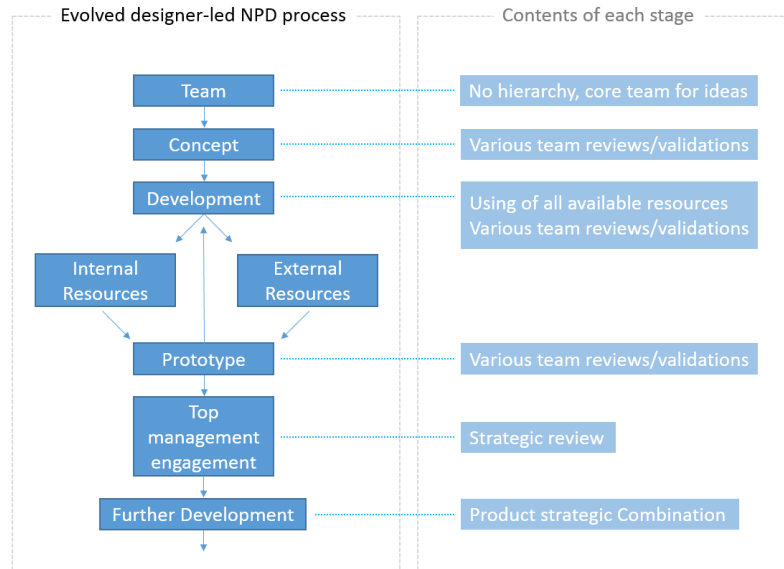 Evolved designer-led NPD process
Contents of each stage
Team
No hierarchy, core team for ideas
Concept
Various team reviews/validations
Development
Using of all available resources
Various team reviews/validations
Internal
Resources
External
Resources
Prototype
Various team reviews/validations
Top
management
engagement
Strategic review
Further Development
Product strategic Combination